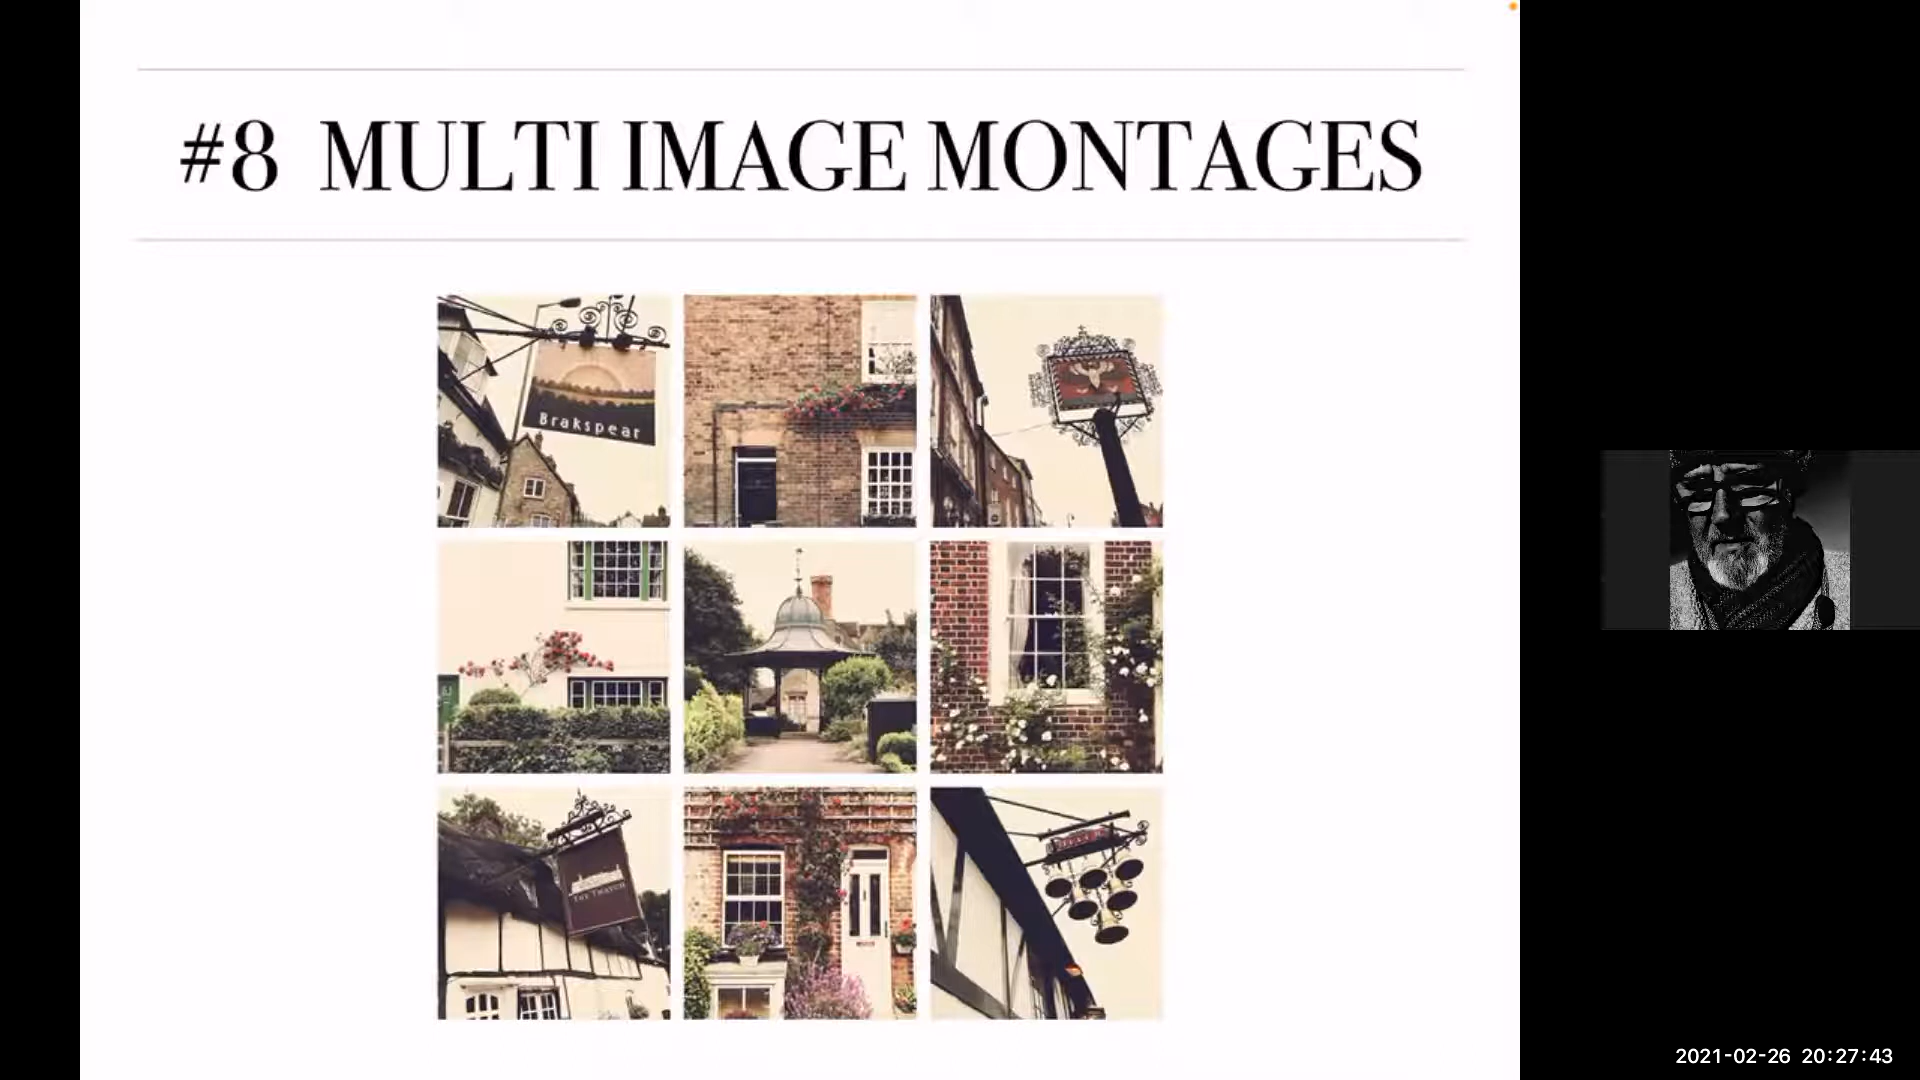 #8 MULTI IMAGE MONTAGES
Brakspear
THE THATCH
2021-02-26 20:27:43